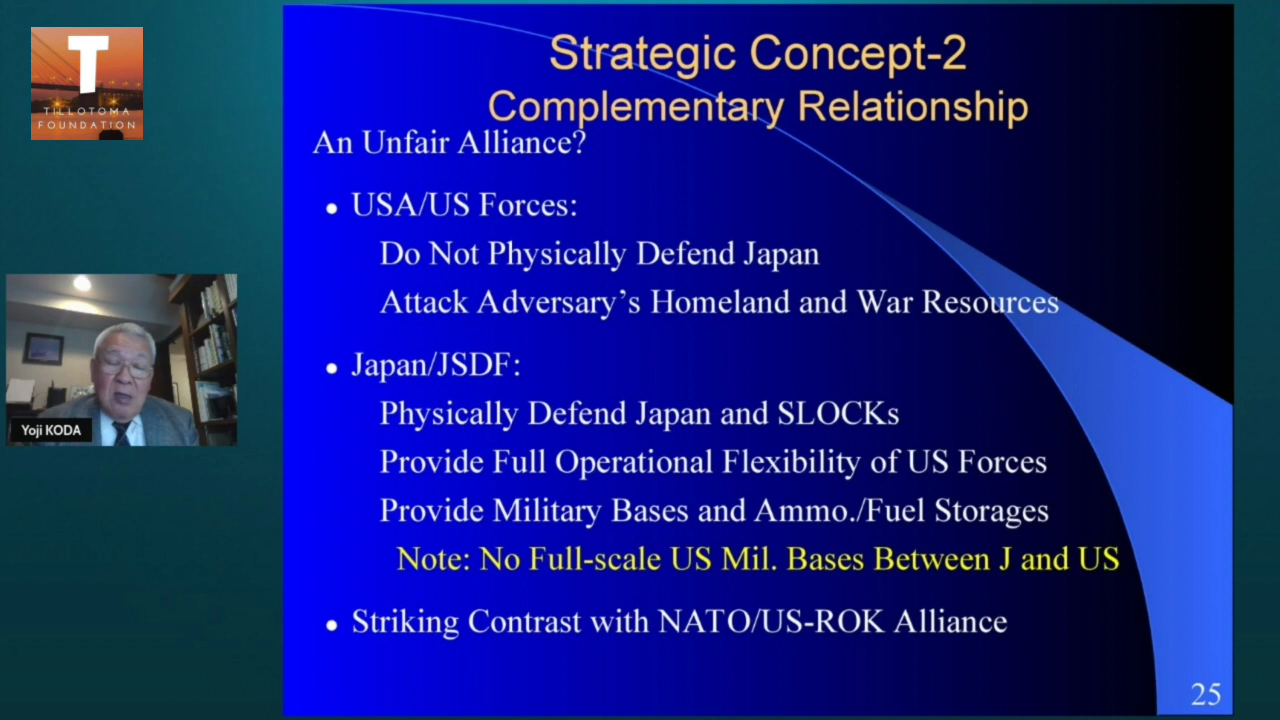 T
TILLOTOMA
FOUNDATION
Strategic Concept-2
Complementary Relationship
An Unfair Alliance?
• USA/US Forces:
Do Not Physically Defend Japan
Attack Adversary’s Homeland and War Resources
• Japan/JSDF:
Physically Defend Japan and SLOCKs
Provide Full Operational Flexibility of US Forces
Provide Military Bases and Ammo./Fuel Storages
Note: No Full-scale US Mil. Bases Between J and US
• Striking Contrast with NATO/US-ROK Alliance
25
Yoji KODA